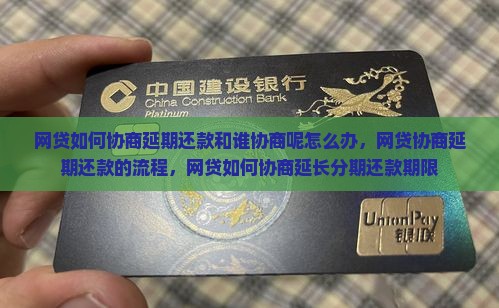 中国建设银行
China Construction Bank
Platinum
网贷如何协商延期还款和谁协商呢怎么办，网贷协商延
期还款的流程，网贷如何协商延长分期还款期限
UnionPay
银联